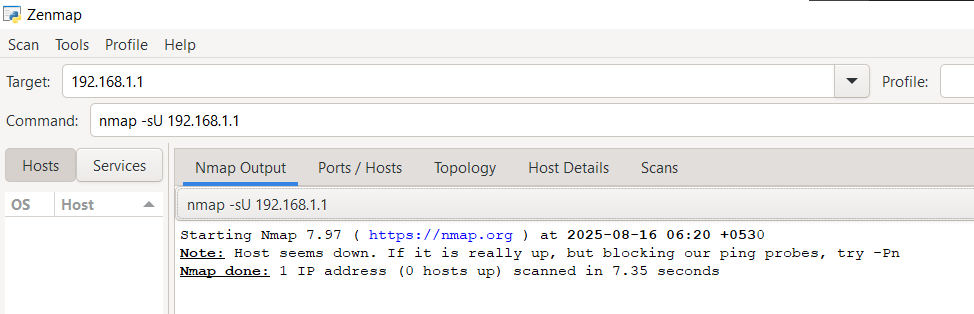 Zenmap
Scan Tools Profile Help
Target: 192.168.1.1 Profile:
Command: nmap -sU 192.168.1.1
Hosts Services Nmap Output Ports / Hosts Topology Host Details Scans
OS Host nmap -sU 192.168.1.1
Starting Nmap 7.97 ( https://nmap.org ) at 2025-08-16 06:20 +0530
Note: Host seems down. If it is really up, but blocking our ping probes, try -Pn
Nmap done: 1 IP address (0 hosts up) scanned in 7.35 seconds